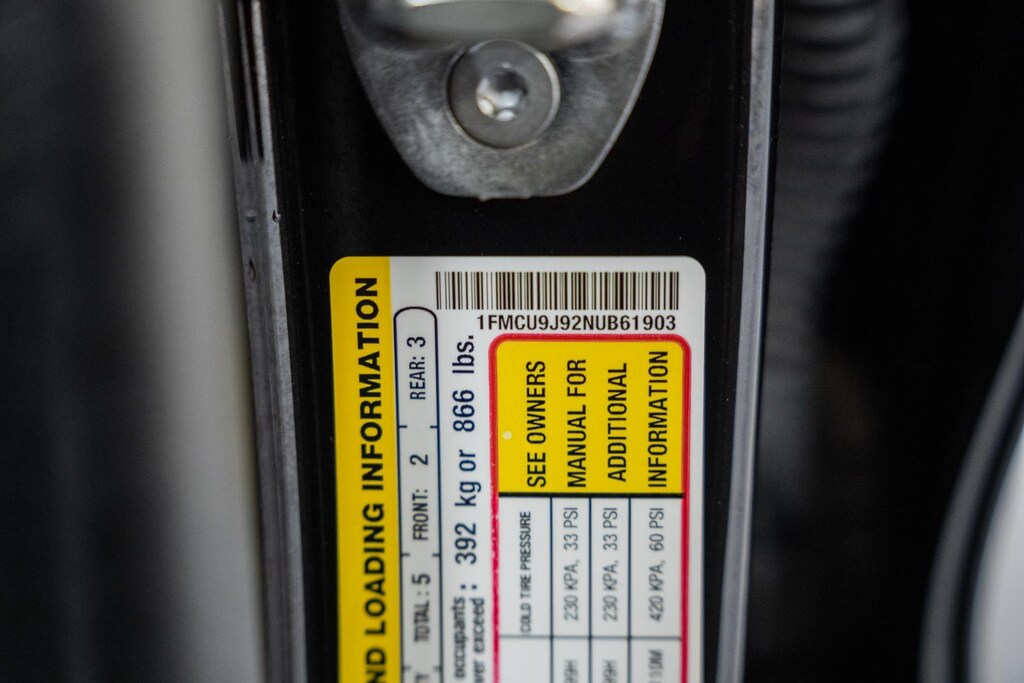 1FMCU9J92NUB61903
ND LOADING INFORMATION
TOTAL : 5 FRONT: 2 REAR: 3
occupants
exceed : 392 kg or 866 lbs.
COLD TIRE PRESSURE
230 KPA, 33 PSI
230 KPA, 33 PSI
420 KPA, 60 PSI
SEE OWNERS
MANUAL FOR
ADDITIONAL
INFORMATION